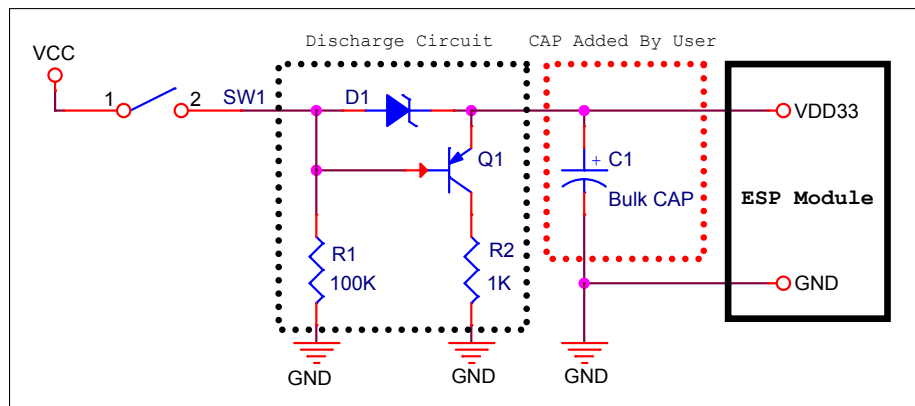 Discharge Circuit
CAP Added By User
VCC
1
2
SW1
D1
VDD33
Q1
+
C1
Bulk CAP
ESP Module
R1
100K
R2
1K
GND
GND
GND
GND